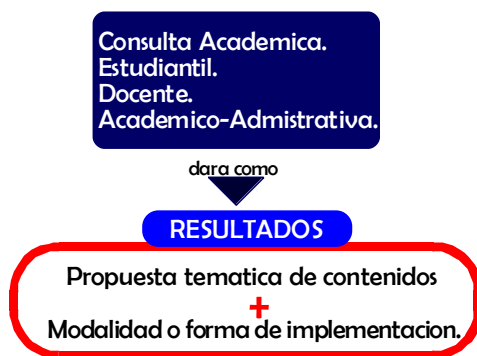 Consulta Academica.
Estudiantil.
Docente.
Academico-Admistrativa.
dara como
RESULTADOS
Propuesta tematica de contenidos
+
Modalidad o forma de implementacion.